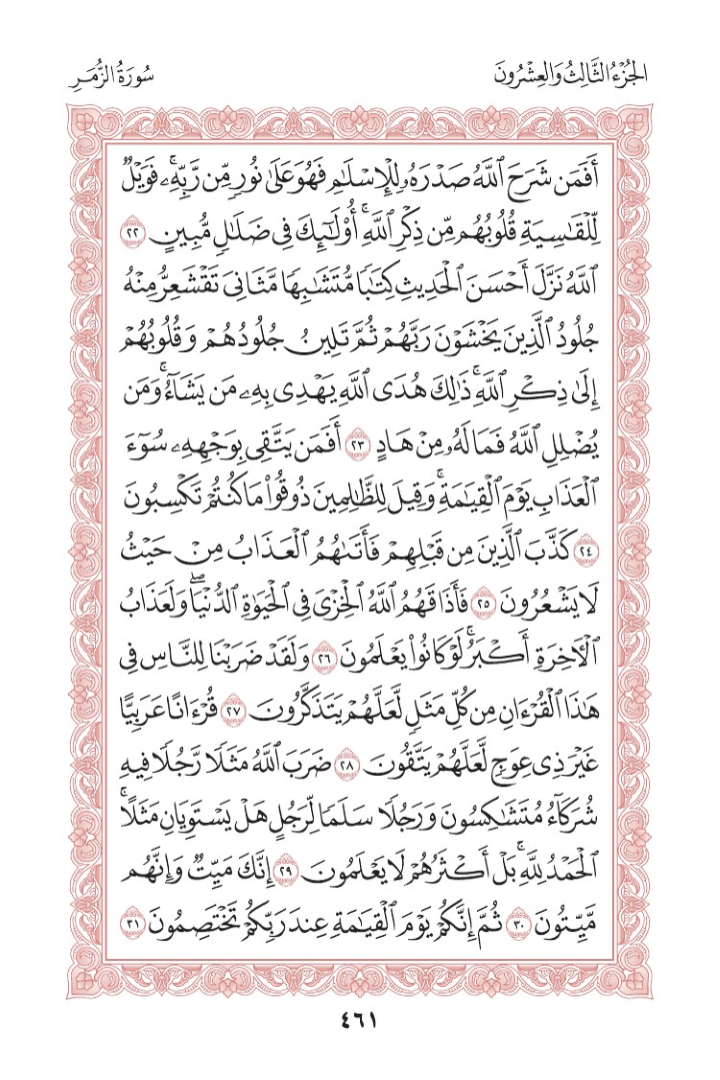 الجُزْءُ الثَّالِثُ وَالعِشْرُونَ
سُورَةُ الزُّمَرِ
أَفَمَن شَرَحَ ٱللَّهُ صَدْرَهُۥ لِلْإِسْلَٰمِ فَهُوَ عَلَىٰ نُورٍ مِّن رَّبِّهِۦۚ فَوَيْلٌ
لِّلْقَٰسِيَةِ قُلُوبُهُم مِّن ذِكْرِ ٱللَّهِۚ أُوْلَٰٓئِكَ فِى ضَلَٰلٍ مُّبِينٍ ٢٢
ٱللَّهُ نَزَّلَ أَحْسَنَ ٱلْحَدِيثِ كِتَٰبًا مُّتَشَٰبِهًا مَّثَانِىَ تَقْشَعِرُّ مِنْهُ
جُلُودُ ٱلَّذِينَ يَخْشَوْنَ رَبَّهُمْ ثُمَّ تَلِينُ جُلُودُهُمْ وَقُلُوبُهُمْ
إِلَىٰ ذِكْرِ ٱللَّهِۚ ذَٰلِكَ هُدَى ٱللَّهِ يَهْدِى بِهِۦ مَن يَشَآءُۚ وَمَن
يُضْلِلِ ٱللَّهُ فَمَا لَهُۥ مِنْ هَادٍ ٢٣ أَفَمَن يَتَّقِى بِوَجْهِهِۦ سُوٓءَ
ٱلْعَذَابِ يَوْمَ ٱلْقِيَٰمَةِۚ وَقِيلَ لِلظَّٰلِمِينَ ذُوقُوا۟ مَا كُنتُمْ تَكْسِبُونَ
٢٤ كَذَّبَ ٱلَّذِينَ مِن قَبْلِهِمْ فَأَتَىٰهُمُ ٱلْعَذَابُ مِنْ حَيْثُ
لَا يَشْعُرُونَ ٢٥ فَأَذَاقَهُمُ ٱللَّهُ ٱلْخِزْىَ فِى ٱلْحَيَوٰةِ ٱلدُّنْيَاۖ وَلَعَذَابُ
ٱلْأَخِرَةِ أَكْبَرُۚ لَوْ كَانُوا۟ يَعْلَمُونَ ٢٦ وَلَقَدْ ضَرَبْنَا لِلنَّاسِ فِى
هَٰذَا ٱلْقُرْءَانِ مِن كُلِّ مَثَلٍ لَّعَلَّهُمْ يَتَذَكَّرُونَ ٢٧ قُرْءَانًا عَرَبِيًّا
غَيْرَ ذِى عِوَجٍ لَّعَلَّهُمْ يَتَّقُونَ ٢٨ ضَرَبَ ٱللَّهُ مَثَلًا رَّجُلًا فِيهِ
شُرَكَآءُ مُتَشَٰكِسُونَ وَرَجُلًا سَلَمًا لِّرَجُلٍ هَلْ يَسْتَوِيَانِ مَثَلًاۚ
ٱلْحَمْدُ لِلَّهِۚ بَلْ أَكْثَرُهُمْ لَا يَعْلَمُونَ ٢٩ إِنَّكَ مَيِّتٌ وَإِنَّهُم
مَّيِّتُونَ ٣٠ ثُمَّ إِنَّكُمْ يَوْمَ ٱلْقِيَٰمَةِ عِندَ رَبِّكُمْ تَخْتَصِمُونَ ٣١
٤٦١